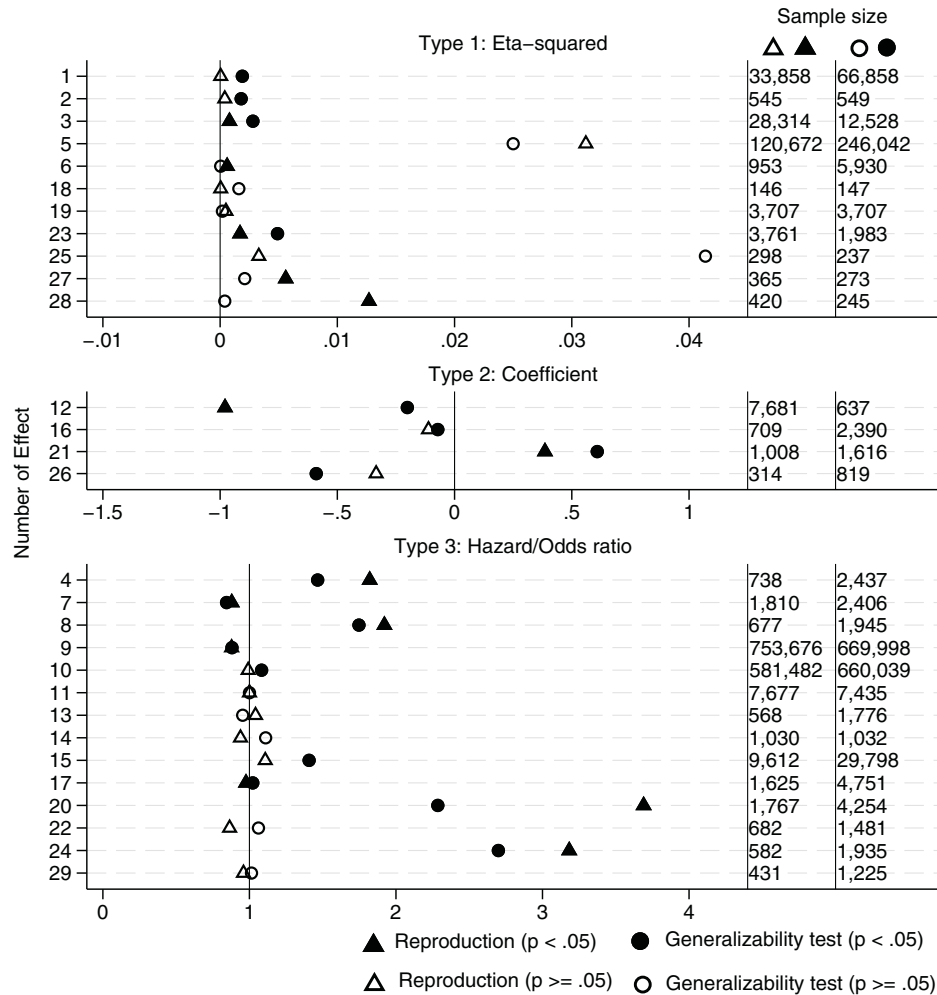 Sample size
Type 1: Eta−squared
1 33,858 66,858
2 545 549
3 28,314 12,528
5 120,672 246,042
6 953 5,930
18 146 147
19 3,707 3,707
23 3,761 1,983
25 298 237
27 365 273
28 420 245
−.01 0 .01 .02 .03 .04
Type 2: Coefficient
Number of Effect
12 7,681 637
16 709 2,390
21 1,008 1,616
26 314 819
−1.5 −1 −.5 0 .5 1
Type 3: Hazard/Odds ratio
4 738 2,437
7 1,810 2,406
8 677 1,945
9 753,676 669,998
10 581,482 660,039
11 7,677 7,435
13 568 1,776
14 1,030 1,032
15 9,612 29,798
17 1,625 4,751
20 1,767 4,254
22 682 1,481
24 582 1,935
29 431 1,225
0 1 2 3 4
Reproduction (p < .05) Generalizability test (p < .05)
Reproduction (p >= .05) Generalizability test (p >= .05)